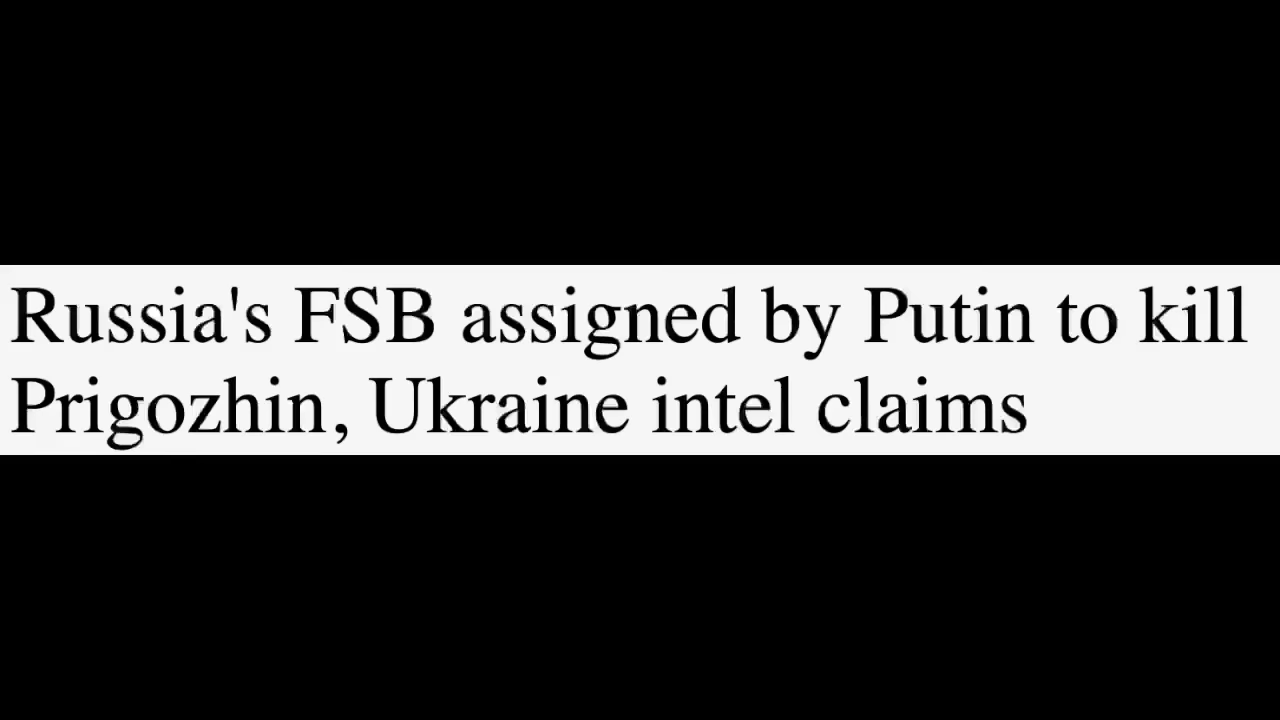 Russia's FSB assigned by Putin to kill
Prigozhin, Ukraine intel claims